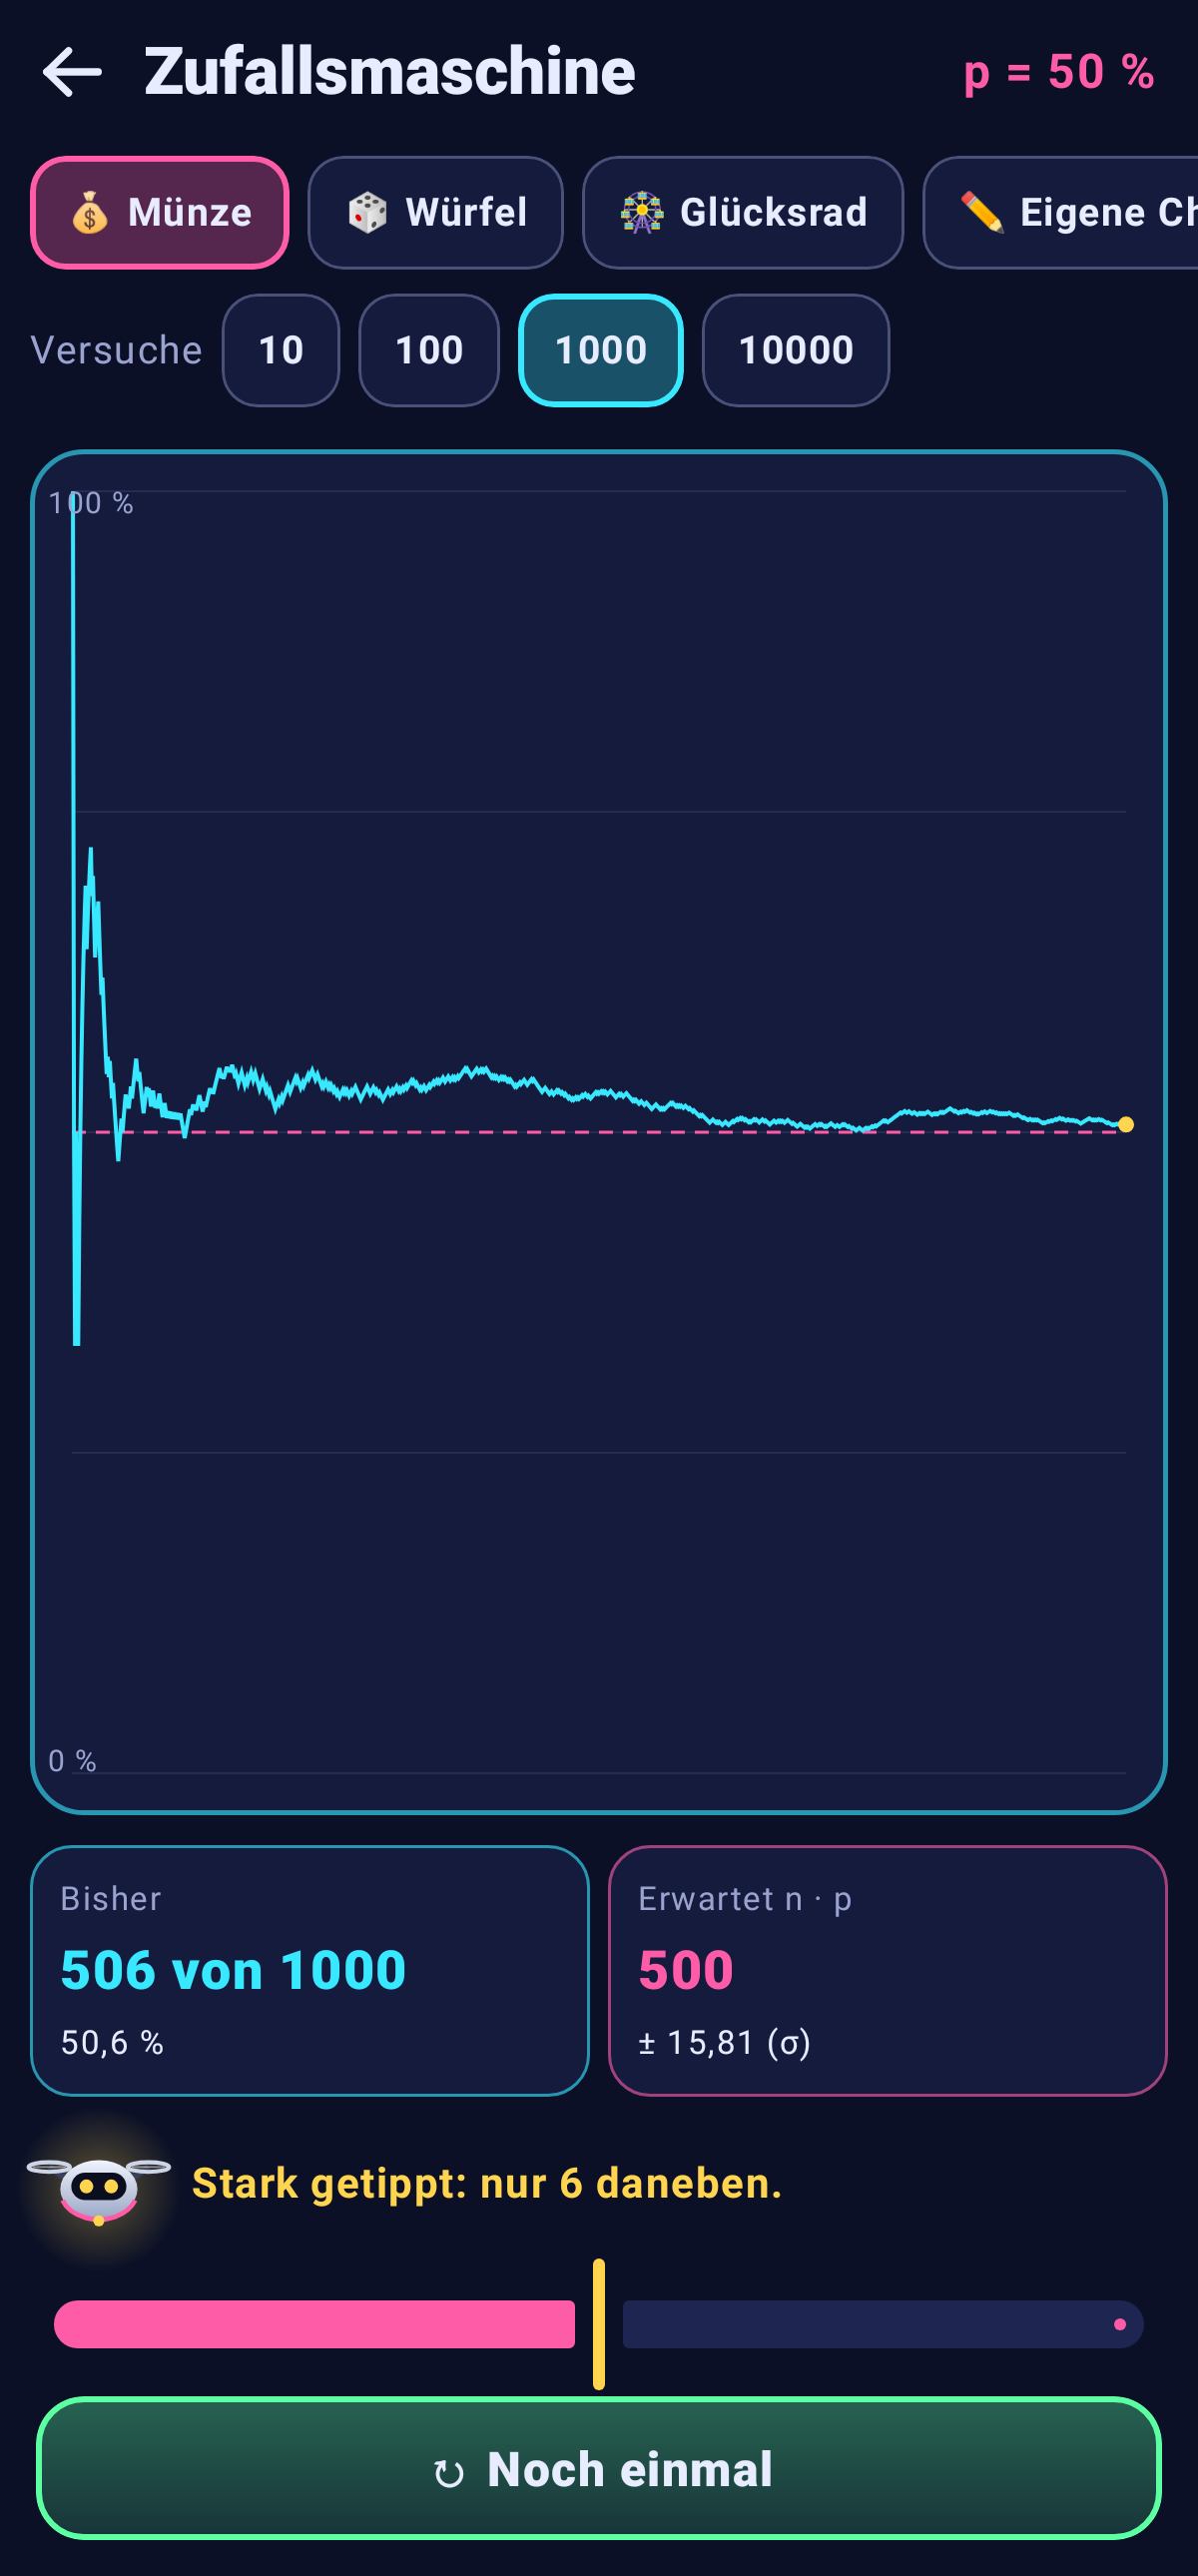 Zufallsmaschine
p = 50 %
Münze
Würfel
Glücksrad
Eigene Ch
Versuche
10
100
1000
10000
100 %
0 %
Bisher
506 von 1000
50,6 %
Erwartet n · p
500
± 15,81 (σ)
Stark getippt: nur 6 daneben.
↻ Noch einmal